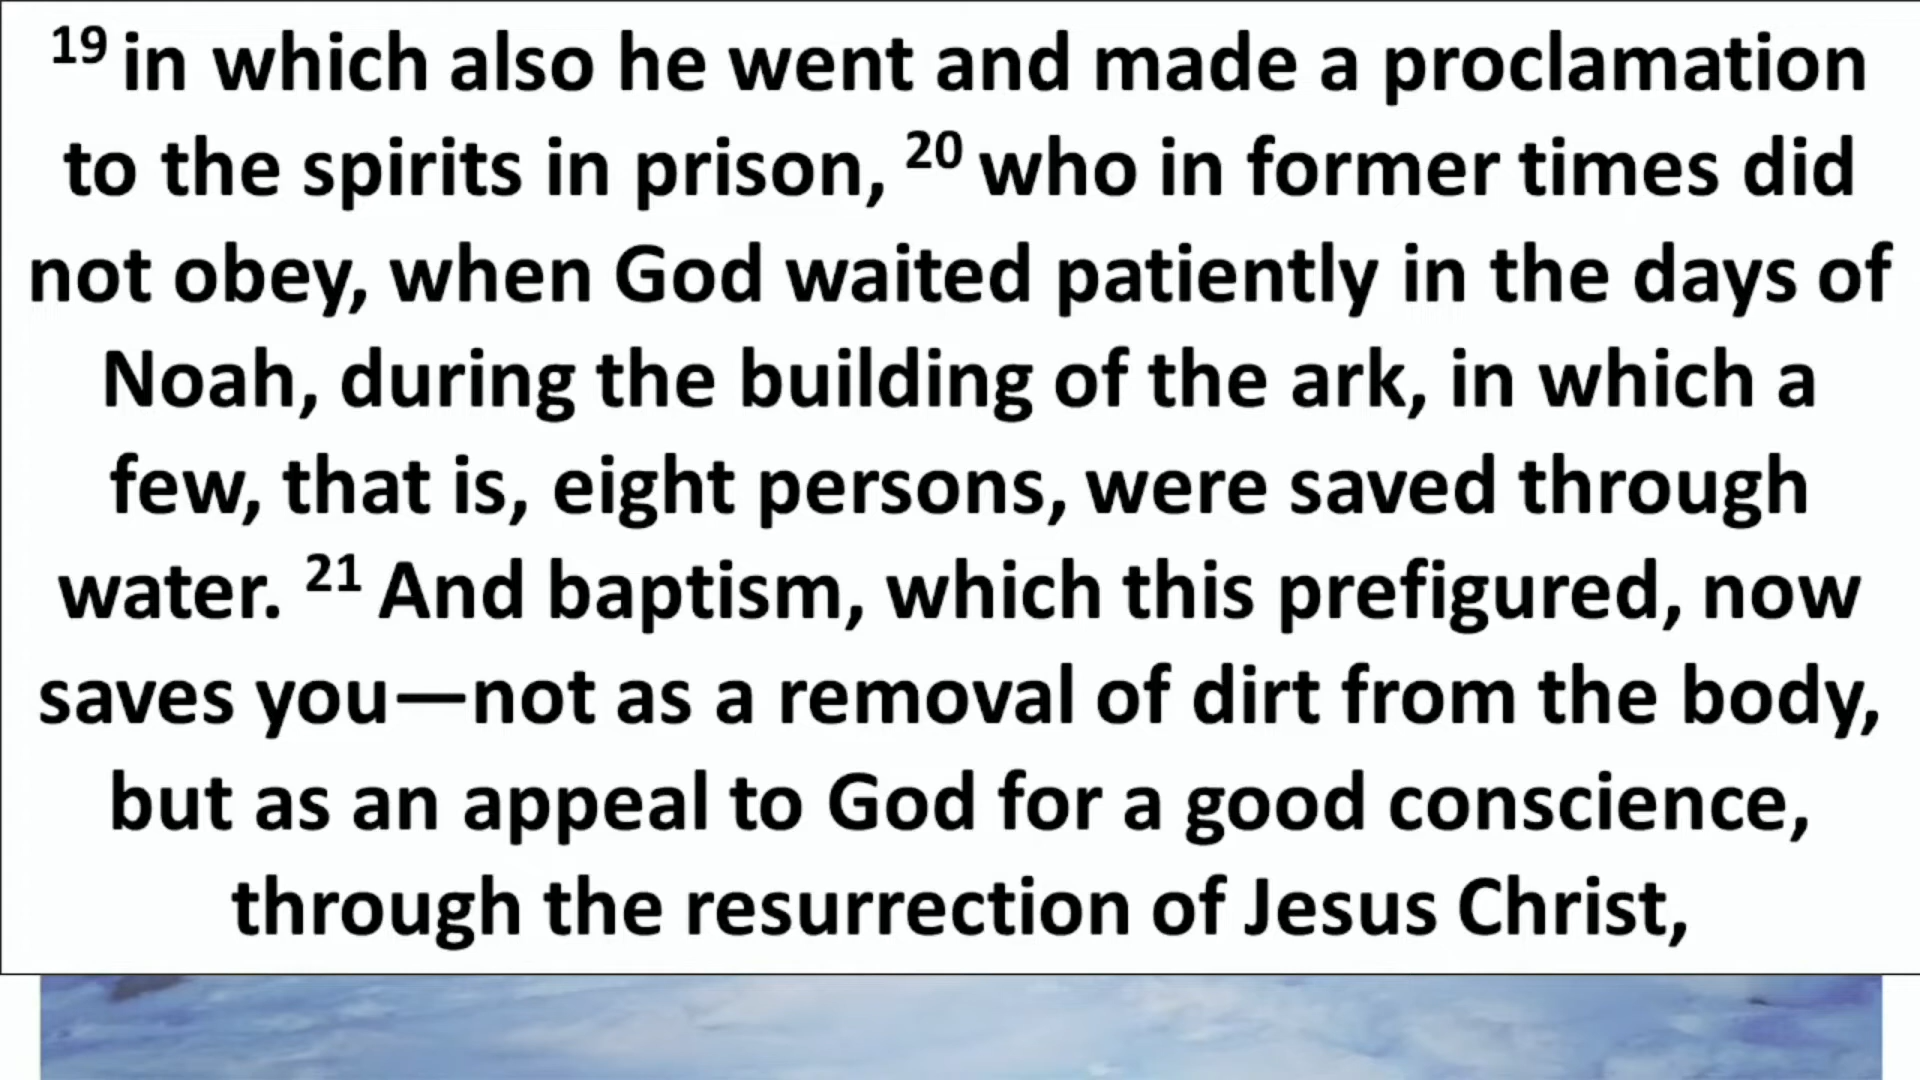 19 in which also he went and made a proclamation
to the spirits in prison, 20 who in former times did
not obey, when God waited patiently in the days of
Noah, during the building of the ark, in which a
few, that is, eight persons, were saved through
water. 21 And baptism, which this prefigured, now
saves you—not as a removal of dirt from the body,
but as an appeal to God for a good conscience,
through the resurrection of Jesus Christ,